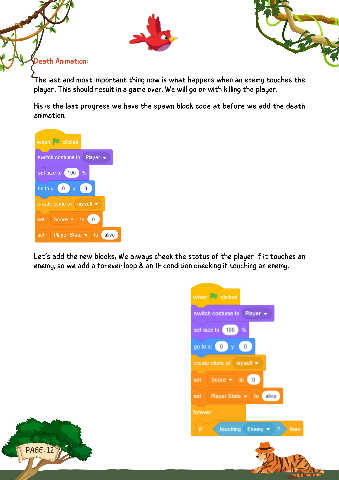 Death Animation:
The last and most important thing now is what happens when an enemy touches the
player. This should result in a game over. We will go on with killing the player.
His is the last progress we have the spawn block code at before we add the death
animation.
when clicked
switch costume to Player
set size to 100 %
go to x: 0 y: 0
create clone of myself
set Score to 0
set Player State to alive
Let's add the new blocks. We always check the status of the player if it touches an
enemy, so we add a forever loop & an If condition checking if touching an enemy.
when clicked
switch costume to Player
set size to 100 %
go to x: 0 y: 0
create clone of myself
set Score to 0
set Player State to alive
forever
if touching Enemy ? then
PAGE.12